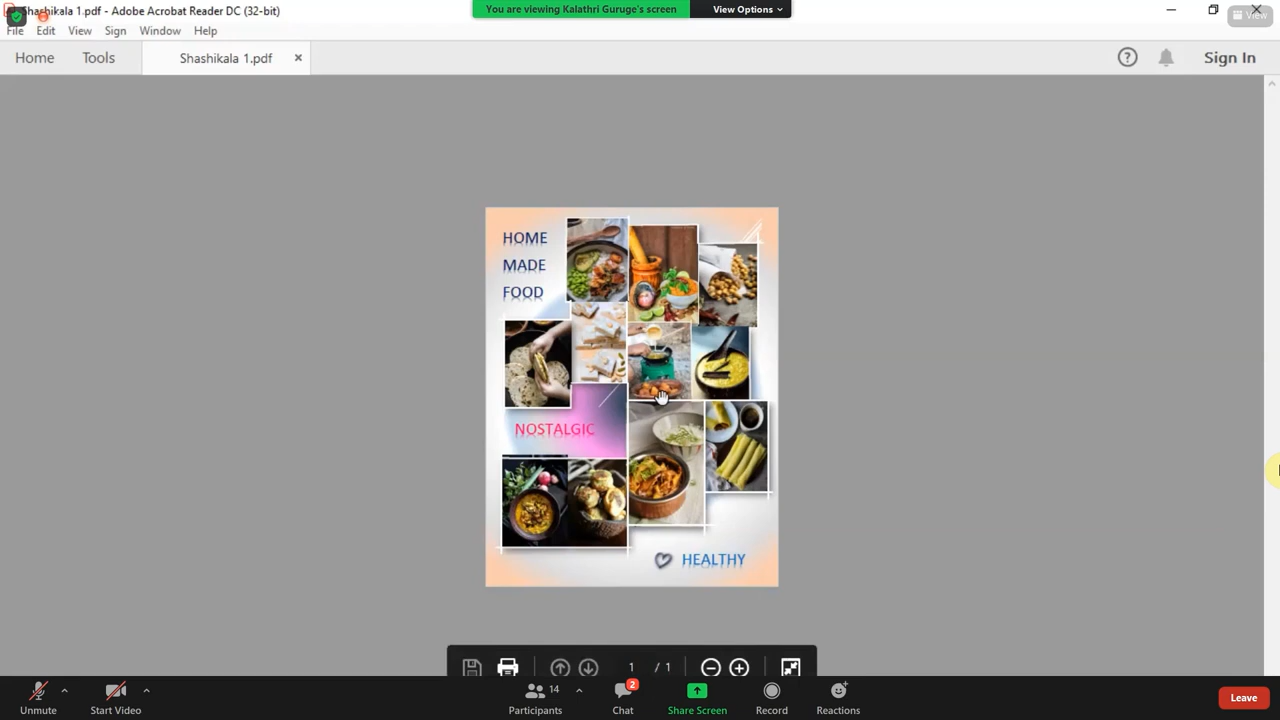 Shashikala 1.pdf - Adobe Acrobat Reader DC (32-bit)
You are viewing Kalathri Guruge's screen
View Options
View
File Edit View Sign Window Help
Home Tools Shashikala 1.pdf × ? Sign In
HOME
MADE
FOOD
NOSTALGIC
HEALTHY
1 / 1
Unmute
Start Video
14
Participants
2
Chat
Share Screen
Record
Reactions
Leave